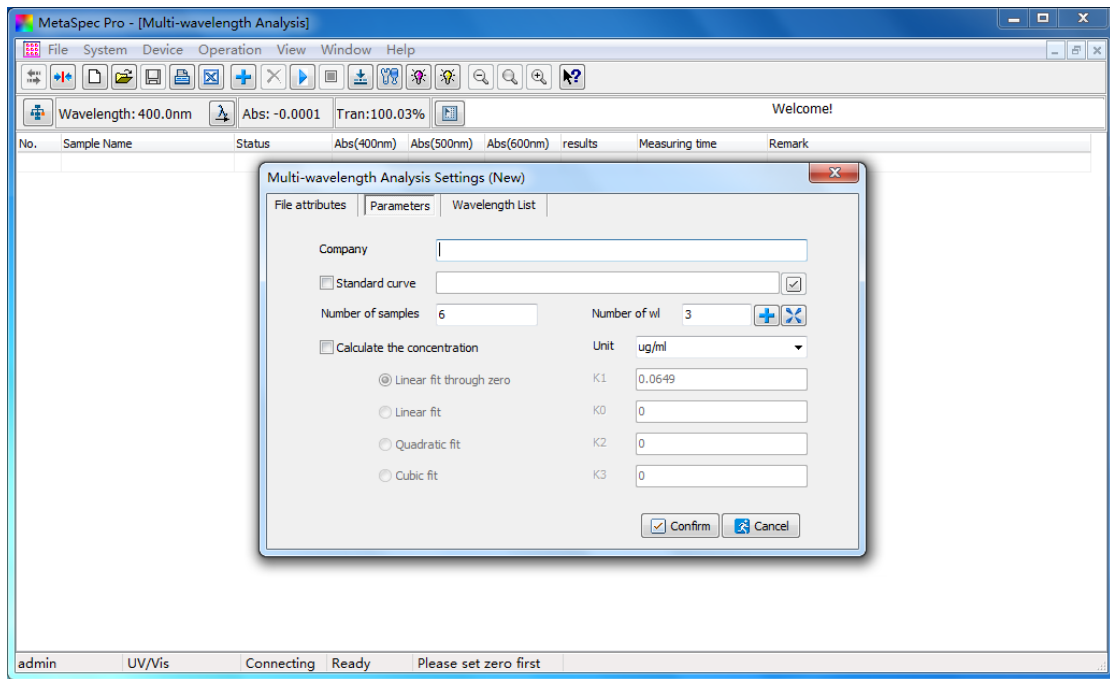 MetaSpec Pro - [Multi-wavelength Analysis]
File System Device Operation View Window Help
Wavelength: 400.0nm λ Abs: -0.0001 Tran:100.03% Welcome!
No. Sample Name Status Abs(400nm) Abs(500nm) Abs(600nm) results Measuring time Remark
Multi-wavelength Analysis Settings (New)
File attributes Parameters Wavelength List
Company
Standard curve
Number of samples 6 Number of wl 3
Calculate the concentration Unit ug/ml
Linear fit through zero K1 0.0649
Linear fit K0 0
Quadratic fit K2 0
Cubic fit K3 0
Confirm Cancel
admin UV/Vis Connecting Ready Please set zero first